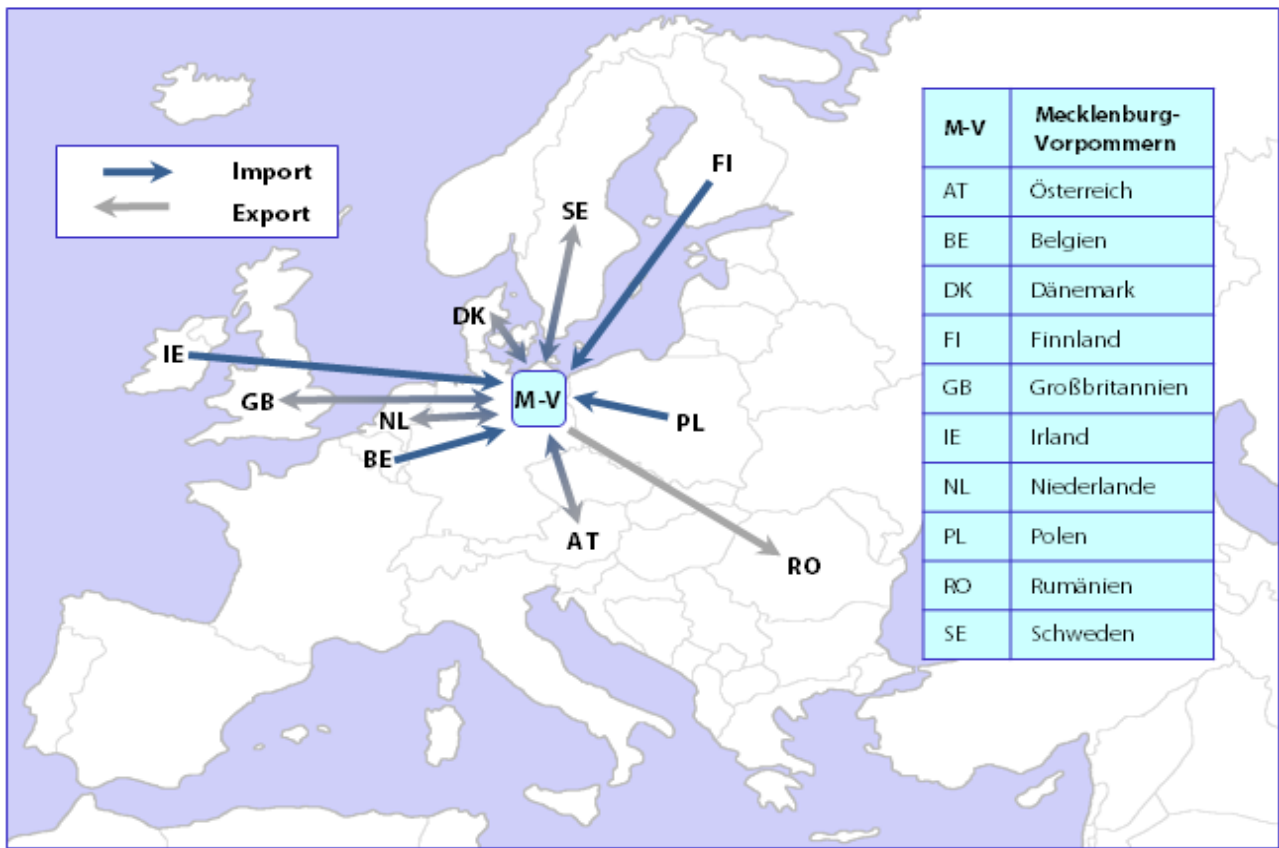 Import
Export
FI
SE
DK
IE
GB
NL
M-V
PL
BE
AT
RO
M-V Mecklenburg-
Vorpommern
AT Österreich
BE Belgien
DK Dänemark
FI Finnland
GB Großbritannien
IE Irland
NL Niederlande
PL Polen
RO Rumänien
SE Schweden